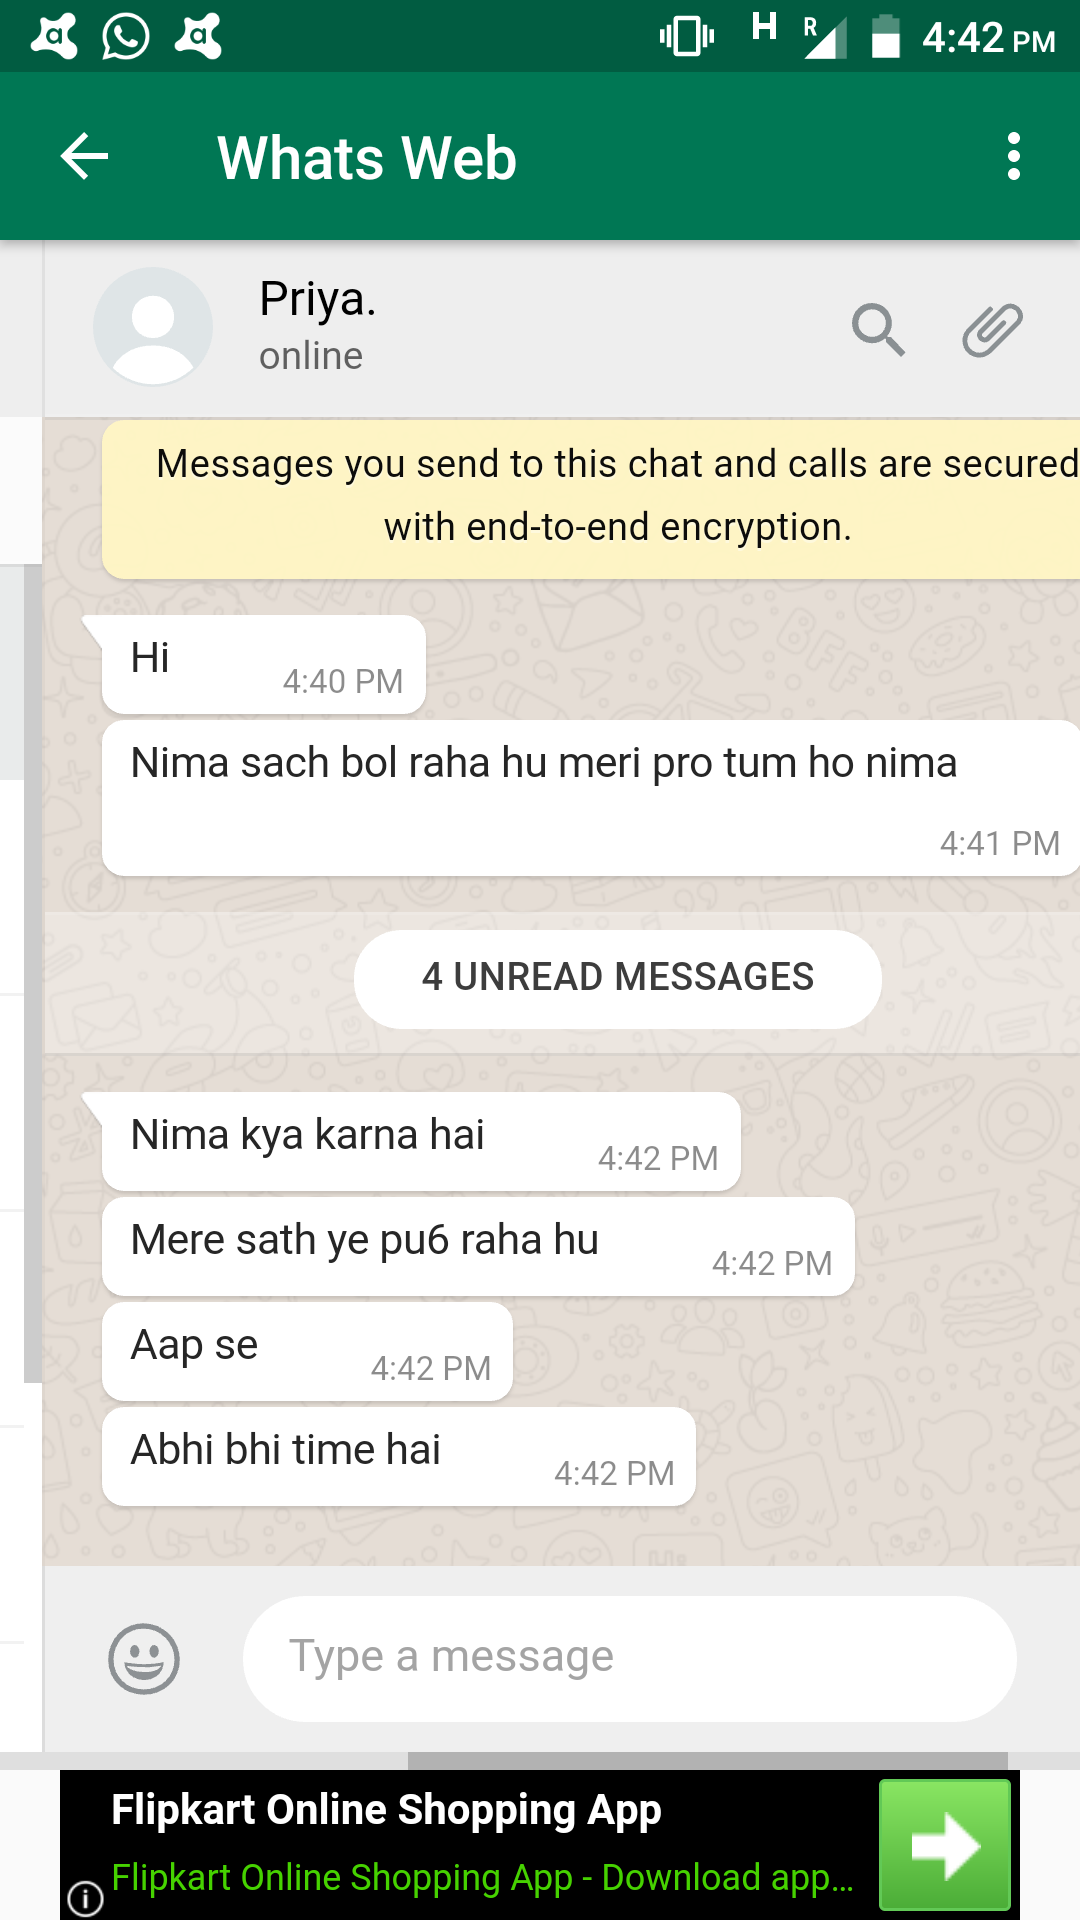 H R 4:42 PM
Whats Web
Priya.
online
Messages you send to this chat and calls are secured
with end-to-end encryption.
Hi
4:40 PM
Nima sach bol raha hu meri pro tum ho nima
4:41 PM
4 UNREAD MESSAGES
Nima kya karna hai
4:42 PM
Mere sath ye pu6 raha hu
4:42 PM
Aap se
4:42 PM
Abhi bhi time hai
4:42 PM
Type a message
Flipkart Online Shopping App
Flipkart Online Shopping App - Download app...